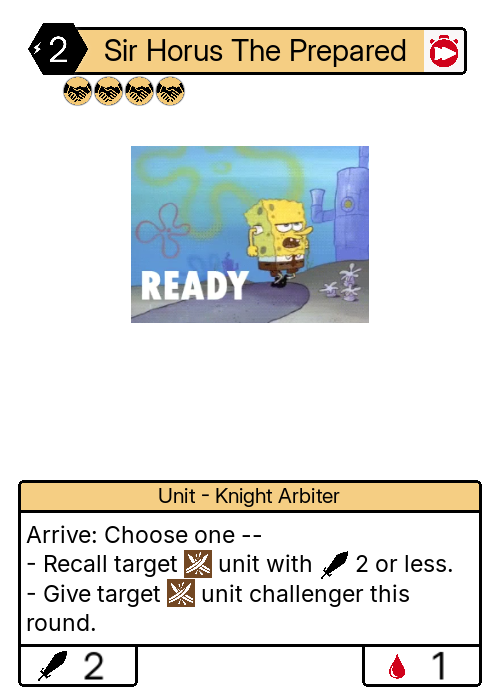 2 Sir Horus The Prepared
READY
Unit - Knight Arbiter
Arrive: Choose one --
- Recall target unit with 2 or less.
- Give target unit challenger this
round.
2 1